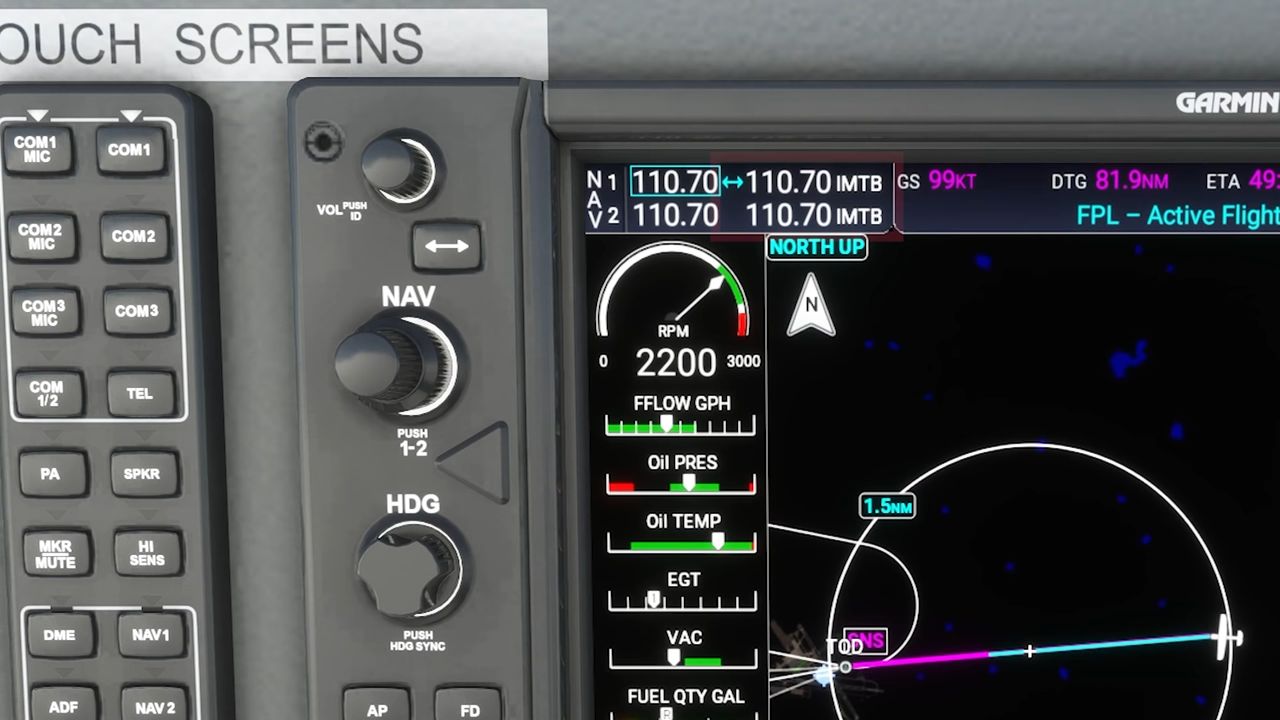 OUCH SCREENS
COM1 MIC
COM1
COM2 MIC
COM2
COM3 MIC
COM3
COM 1/2
TEL
PA
SPKR
MKR MUTE
HI SENS
DME
NAV1
ADF
NAV2
VOL PUSH ID
NAV
PUSH 1-2
HDG
PUSH HDG SYNC
AP
FD
GARMIN
NAV 1 110.70 ↔ 110.70 IMTB
2 110.70 110.70 IMTB
GS 99KT DTG 81.9NM ETA 49:
FPL – Active Flight
NORTH UP
N
RPM
0 2200 3000
FFLOW GPH
Oil PRES
Oil TEMP
EGT
1
VAC
FUEL QTY GAL
R
1.5NM
SNS
TOD